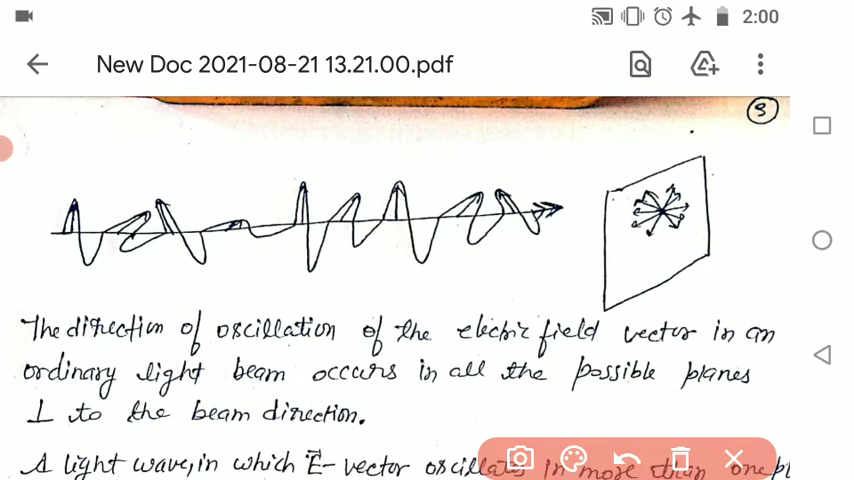 2:00
New Doc 2021-08-21 13.21.00.pdf
3
The direction of oscillation of the electric field vector in an
ordinary light beam occurs in all the possible planes
⊥ to the beam direction.
A light wave, in which E⃗-vector oscillates in more than one pl